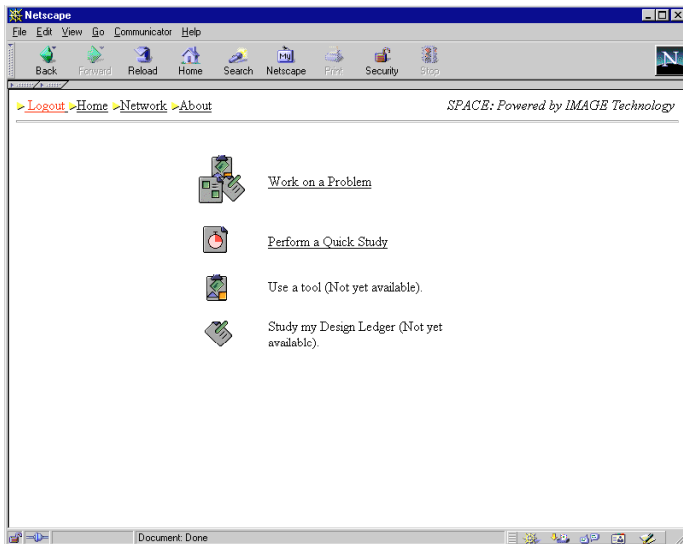 Netscape
File Edit View Go Communicator Help
My
Back Forward Reload Home Search Netscape Print Security Stop
N
Logout Home Network About SPACE: Powered by IMAGE Technology
Work on a Problem
Perform a Quick Study
Use a tool (Not yet available).
Study my Design Ledger (Not yet
available).
Document: Done